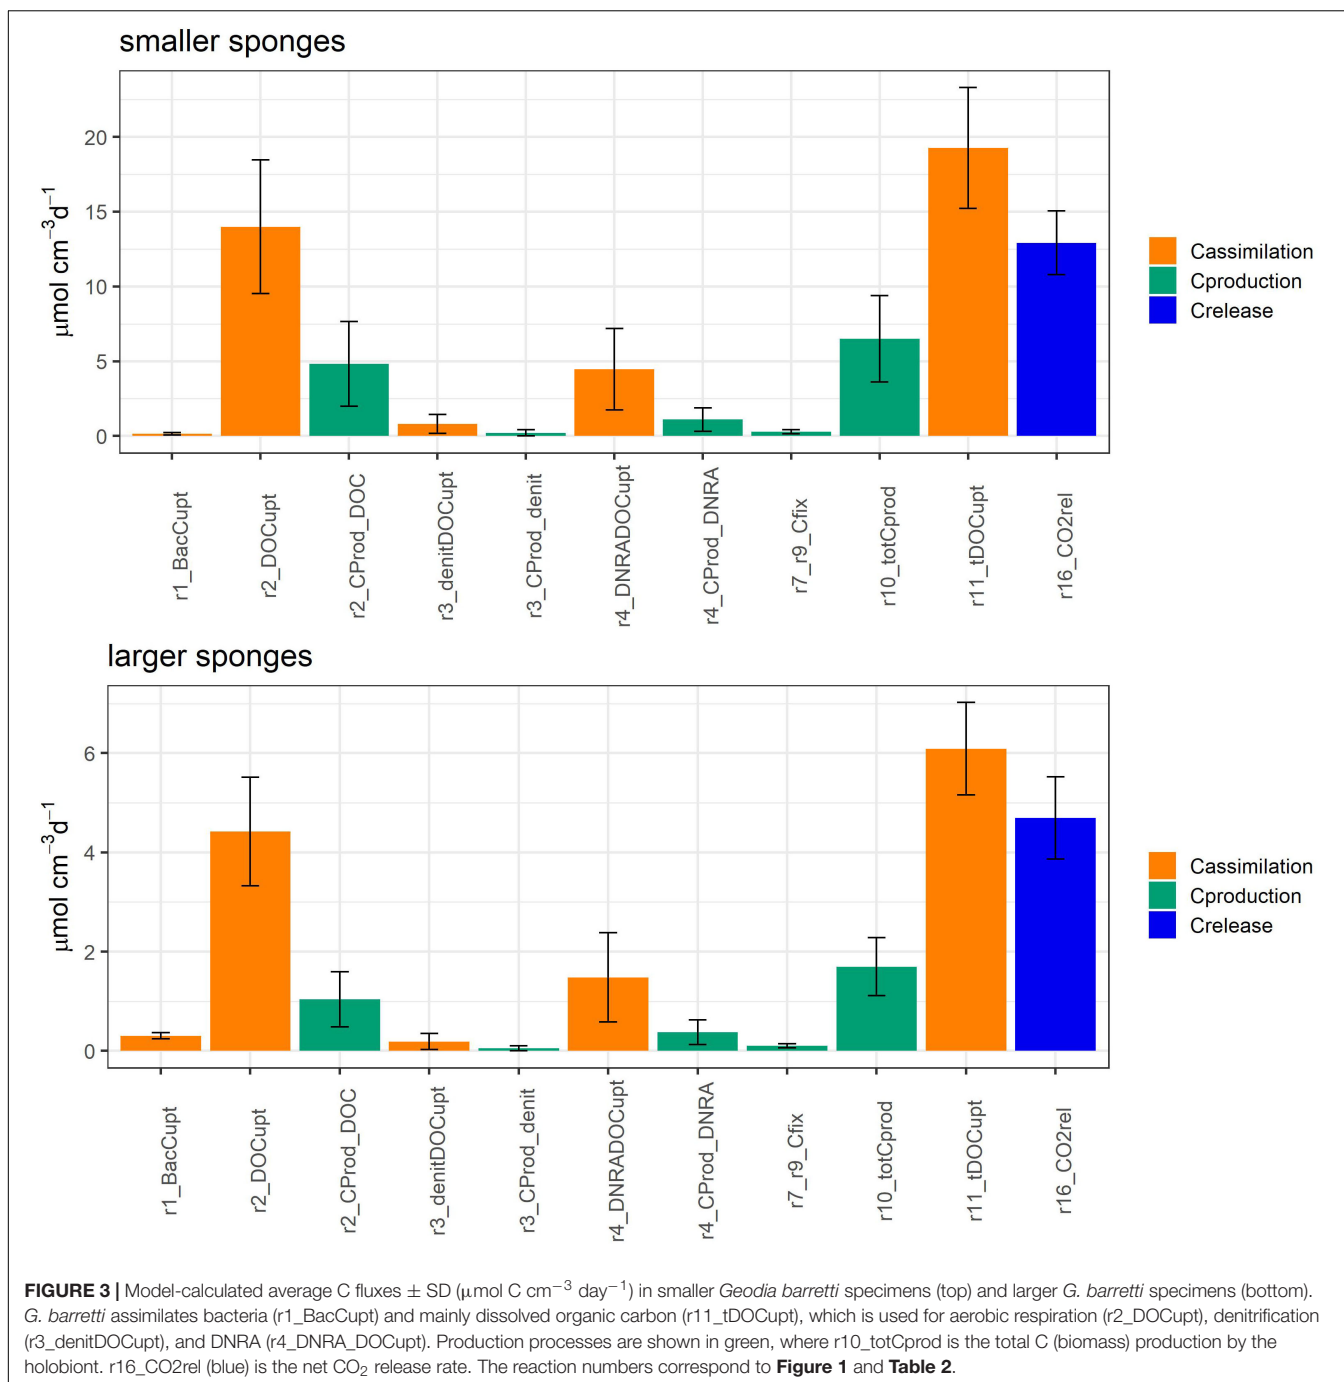 smaller sponges
μmol cm−3d−1
20
15
10
5
0
r1_BacCupt
r2_DOCupt
r2_CProd_DOC
r3_denitDOCupt
r3_CProd_denit
r4_DNRADOCupt
r4_CProd_DNRA
r7_r9_Cfix
r10_totCprod
r11_tDOCupt
r16_CO2rel
Cassimilation
Cproduction
Crelease
larger sponges
μmol cm−3d−1
6
4
2
0
r1_BacCupt
r2_DOCupt
r2_CProd_DOC
r3_denitDOCupt
r3_CProd_denit
r4_DNRADOCupt
r4_CProd_DNRA
r7_r9_Cfix
r10_totCprod
r11_tDOCupt
r16_CO2rel
Cassimilation
Cproduction
Crelease
FIGURE 3 | Model-calculated average C fluxes ± SD (μmol C cm−3 day−1) in smaller Geodia barretti specimens (top) and larger G. barretti specimens (bottom).
G. barretti assimilates bacteria (r1_BacCupt) and mainly dissolved organic carbon (r11_tDOCupt), which is used for aerobic respiration (r2_DOCupt), denitrification
(r3_denitDOCupt), and DNRA (r4_DNRA_DOCupt). Production processes are shown in green, where r10_totCprod is the total C (biomass) production by the
holobiont. r16_CO2rel (blue) is the net CO2 release rate. The reaction numbers correspond to Figure 1 and Table 2.